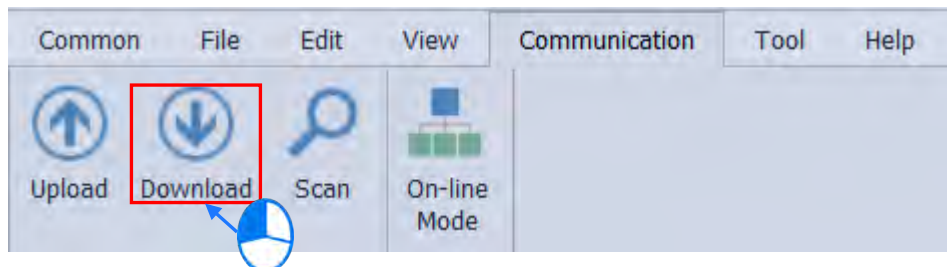 Common File Edit View Communication Tool Help
Upload Download Scan On-line
Mode